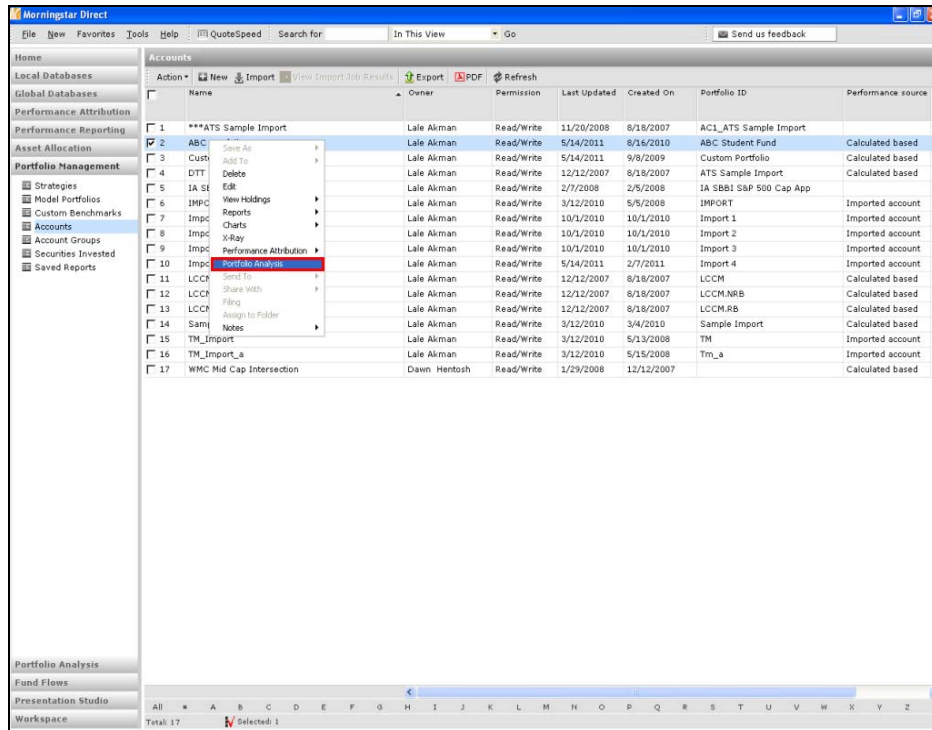 Morningstar Direct
File New Favorites Tools Help QuoteSpeed Search for In This View Go Send us feedback
Home
Local Databases
Global Databases
Performance Attribution
Performance Reporting
Asset Allocation
Portfolio Management
Strategies
Model Portfolios
Custom Benchmarks
Accounts
Account Groups
Securities Invested
Saved Reports
Portfolio Analysis
Fund Flows
Presentation Studio
Workspace
Accounts
Action New Import View Import Job Results Export PDF Refresh
Name Owner Permission Last Updated Created On Portfolio ID Performance source
1 ***ATS Sample Import Lale Akman Read/Write 11/20/2008 8/18/2007 AC1_ATS Sample Import
2 ABC Lale Akman Read/Write 5/14/2011 8/16/2010 ABC Student Fund Calculated based
3 Cust Lale Akman Read/Write 5/14/2011 9/8/2009 Custom Portfolio Calculated based
4 DTT Lale Akman Read/Write 12/12/2007 8/18/2007 ATS Sample Import Calculated based
5 IA Lale Akman Read/Write 2/7/2008 2/5/2008 IA SBBI S&P 500 Cap App
6 IMPO Lale Akman Read/Write 3/12/2010 5/5/2008 IMPORT Imported account
7 Impo Lale Akman Read/Write 10/1/2010 10/1/2010 Import 1 Imported account
8 Impo Lale Akman Read/Write 10/1/2010 10/1/2010 Import 2 Imported account
9 Impo Lale Akman Read/Write 10/1/2010 10/1/2010 Import 3 Imported account
10 Impo Lale Akman Read/Write 5/14/2011 2/7/2011 Import 4 Imported account
11 LCCM Lale Akman Read/Write 12/12/2007 8/18/2007 LCCM Calculated based
12 LCCM Lale Akman Read/Write 12/12/2007 8/18/2007 LCCM.NRB Calculated based
13 LCCM Lale Akman Read/Write 12/12/2007 8/18/2007 LCCM.RB Calculated based
14 Samp Lale Akman Read/Write 3/12/2010 3/4/2010 Sample Import Imported account
15 TM_Import Lale Akman Read/Write 3/12/2010 5/13/2008 TM Imported account
16 TM_Import_a Lale Akman Read/Write 3/12/2010 5/15/2008 Tm_a Imported account
17 WMC Mid Cap Intersection Dawn Hentosh Read/Write 1/29/2008 12/12/2007 Calculated based
Save As
Add To
Delete
Edit
View Holdings
Reports
Charts
X-Ray
Performance Attribution
Portfolio Analysis
Send To
Share With
Filing
Assign to Folder
Notes
All * A B C D E F G H I J K L M N O P Q R S T U V W X Y Z
Total: 17 Selected: 1